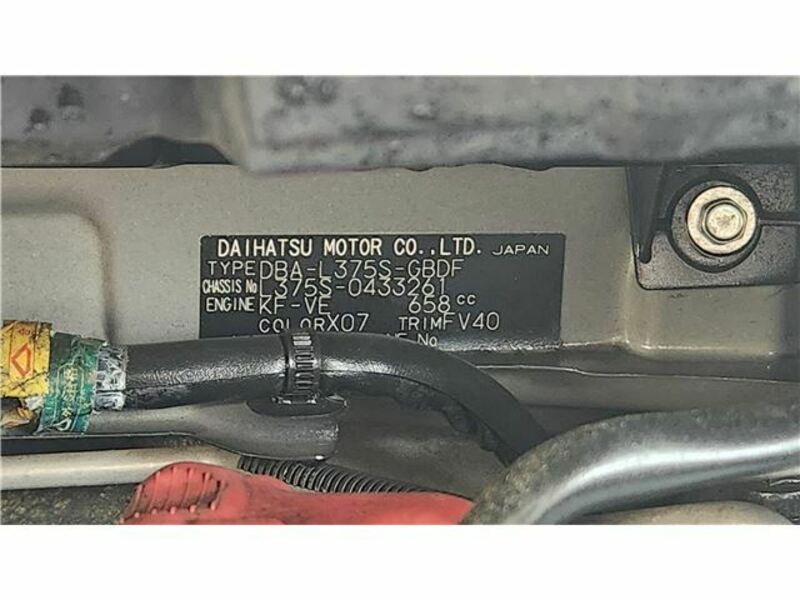 DAIHATSU MOTOR CO.,LTD. JAPAN
TYPE DBA-L375S-GBDF
CHASSIS No L375S-0433261
ENGINE KF-VE 658 cc
COLOR X07 TRIM FV40